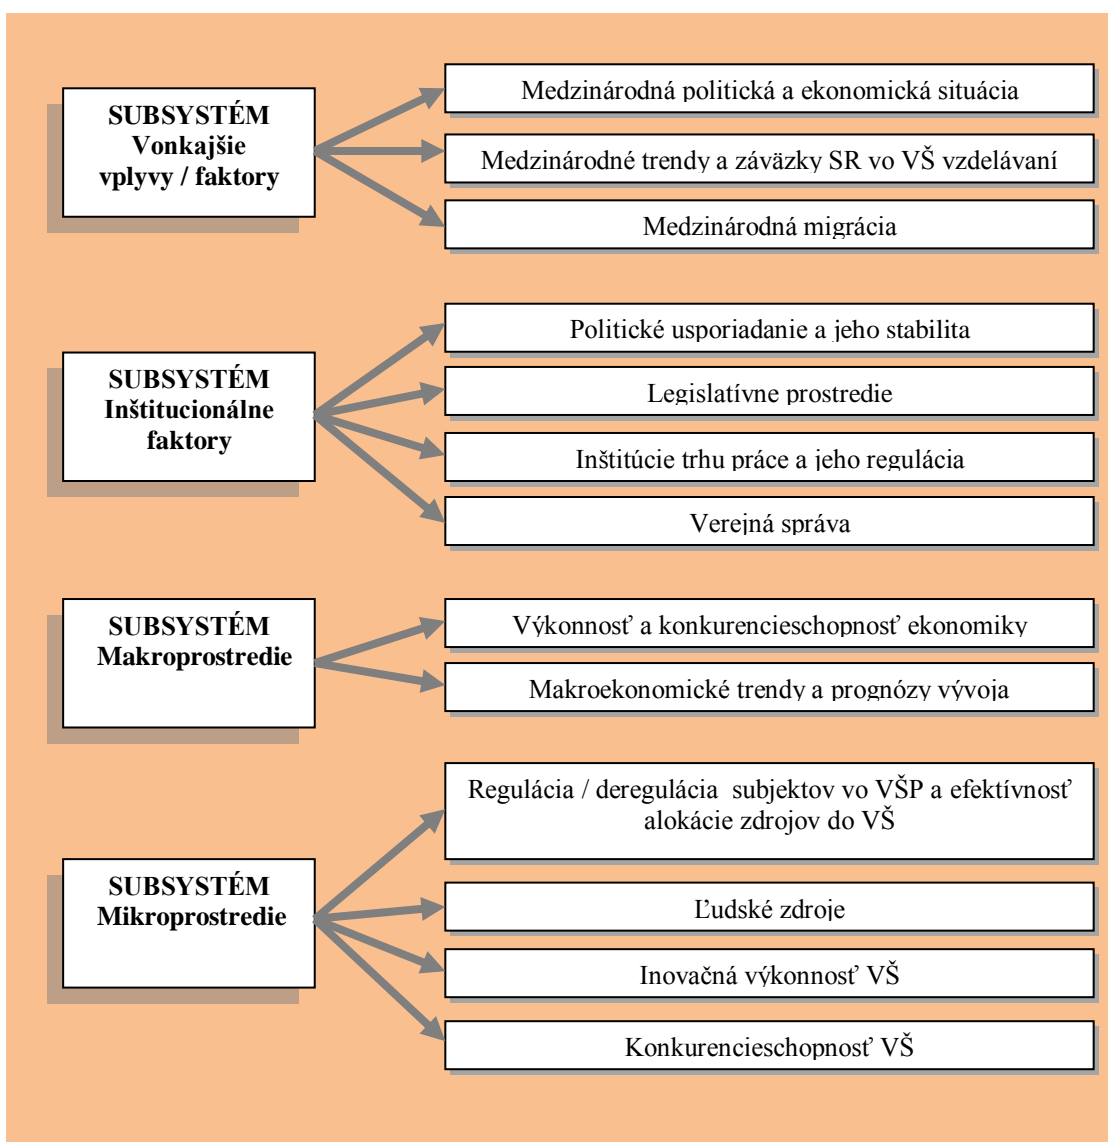 SUBSYSTÉM
Vonkajšie
vplyvy / faktory
Medzinárodná politická a ekonomická situácia
Medzinárodné trendy a záväzky SR vo VŠ vzdelávaní
Medzinárodná migrácia
SUBSYSTÉM
Inštitucionálne
faktory
Politické usporiadanie a jeho stabilita
Legislatívne prostredie
Inštitúcie trhu práce a jeho regulácia
Verejná správa
SUBSYSTÉM
Makroprostredie
Výkonnosť a konkurencieschopnosť ekonomiky
Makroekonomické trendy a prognózy vývoja
SUBSYSTÉM
Mikroprostredie
Regulácia / deregulácia subjektov vo VŠP a efektívnosť
alokácie zdrojov do VŠ
Ľudské zdroje
Inovačná výkonnosť VŠ
Konkurencieschopnosť VŠ